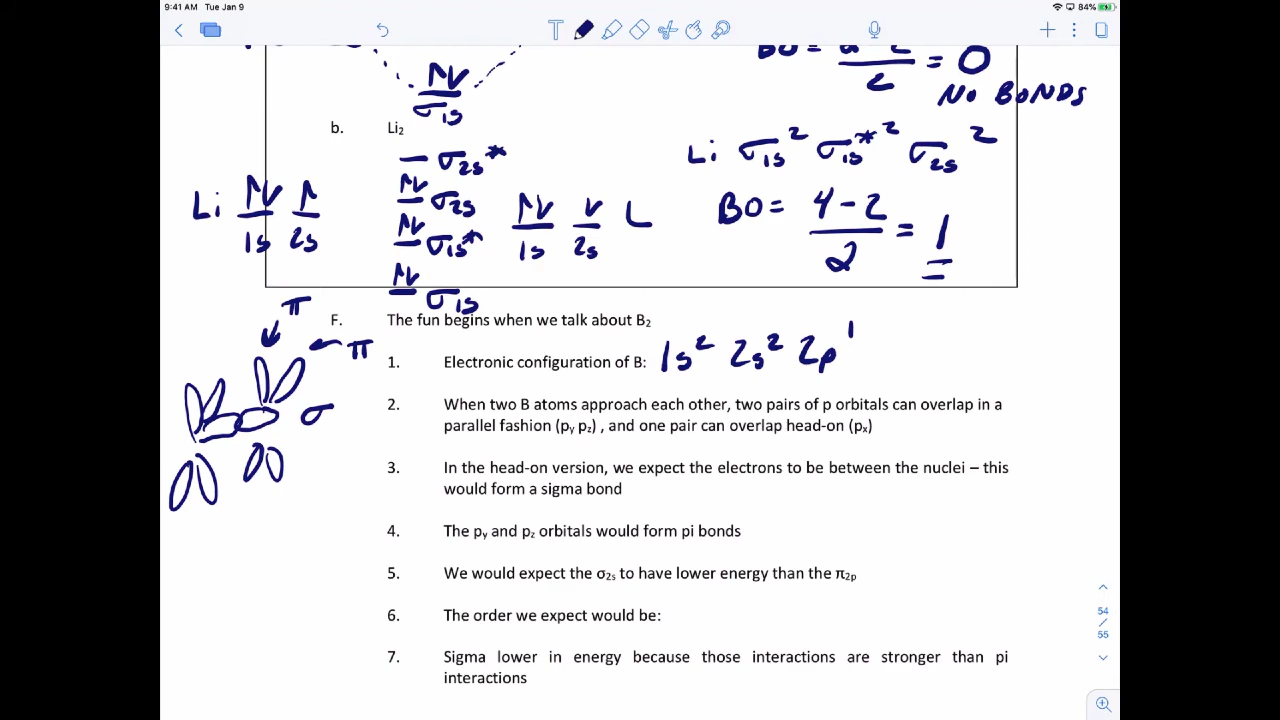 9:41 AM Tue Jan 9
84%
BO = = 0
2
NO BONDS
σ1s
b. Li₂
σ2s*
σ2s
σ1s*
σ1s
Li 1s 2s
1s 2s L
Li σ1s² σ1s*² σ2s²
BO = 4-2 / 2 = 1
F. The fun begins when we talk about B₂
π
π
σ
1. Electronic configuration of B: 1s² 2s² 2p¹
2. When two B atoms approach each other, two pairs of p orbitals can overlap in a
parallel fashion (pᵧ p_z) , and one pair can overlap head-on (pₓ)
3. In the head-on version, we expect the electrons to be between the nuclei – this
would form a sigma bond
4. The pᵧ and p_z orbitals would form pi bonds
5. We would expect the σ₂ₛ to have lower energy than the π₂ₚ
6. The order we expect would be:
7. Sigma lower in energy because those interactions are stronger than pi
interactions
54
/
55